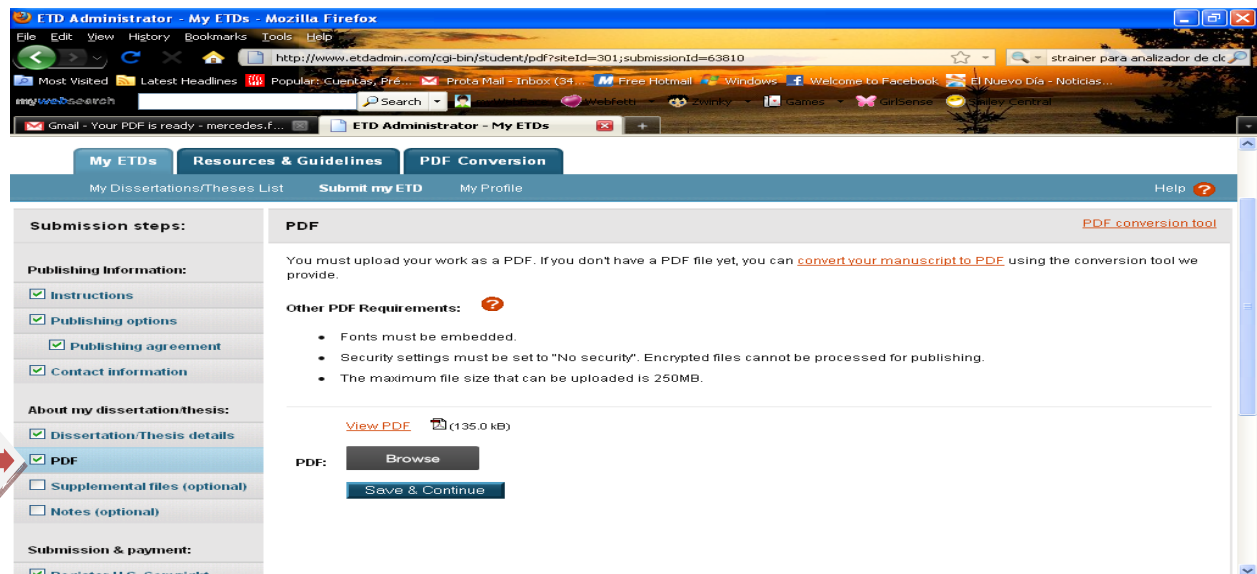 ETD Administrator - My ETDs - Mozilla Firefox
File Edit View History Bookmarks Tools Help
http://www.etdadmin.com/cgi-bin/student/pdf?siteId=301;submissionId=63810
strainer para analizador de clc
Most Visited Latest Headlines Popular: Cuentas, Pré... Prota Mail - Inbox (34 Free Hotmail Windows Welcome to Facebook El Nuevo Día - Noticias...
mywebsearch Search Webfetti Zwinky Games GirlSense Smiley Central
Gmail - Your PDF is ready - mercedes.f... ETD Administrator - My ETDs
My ETDs Resources & Guidelines PDF Conversion
My Dissertations/Theses List Submit my ETD My Profile Help ?
Submission steps:
Publishing Information:
Instructions
Publishing options
Publishing agreement
Contact information
About my dissertation/thesis:
Dissertation/Thesis details
PDF
Supplemental files (optional)
Notes (optional)
Submission & payment:
Register U.S. Copyright
PDF PDF conversion tool
You must upload your work as a PDF. If you don't have a PDF file yet, you can convert your manuscript to PDF using the conversion tool we
provide.
Other PDF Requirements: ?
• Fonts must be embedded.
• Security settings must be set to "No security". Encrypted files cannot be processed for publishing.
• The maximum file size that can be uploaded is 250MB.
View PDF (135.0 kB)
PDF: Browse
Save & Continue